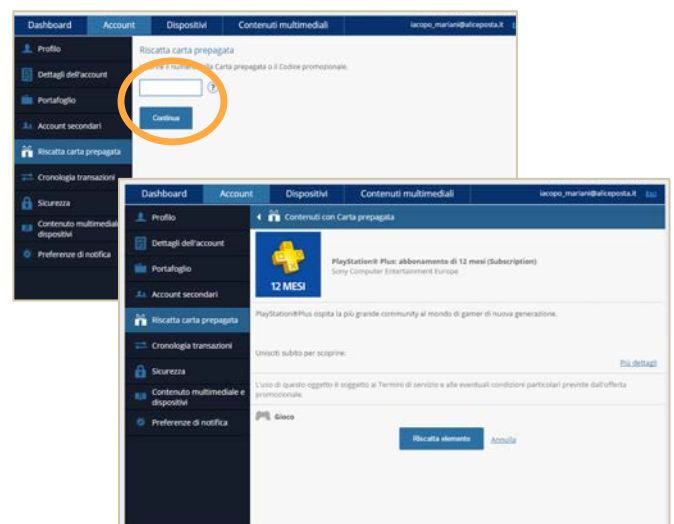 Dashboard Account Dispositivi Contenuti multimediali iacopo_mariani@aliceposta.it
Profilo
Dettagli dell'account
Portafoglio
Account secondari
Riscatta carta prepagata
Cronologia transazioni
Sicurezza
Contenuto multimediale
dispositivi
Preferenze di notifica
Riscatta carta prepagata
il numero della Carta prepagata o il Codice promozionale.
?
Continua
Dashboard Account Dispositivi Contenuti multimediali iacopo_mariani@aliceposta.it Esci
Profilo
Dettagli dell'account
Portafoglio
Account secondari
Riscatta carta prepagata
Cronologia transazioni
Sicurezza
Contenuto multimediale e
dispositivi
Preferenze di notifica
Contenuti con Carta prepagata
12 MESI
PlayStation® Plus: abbonamento di 12 mesi (Subscription)
Sony Computer Entertainment Europe
PlayStation®Plus ospita la più grande community al mondo di gamer di nuova generazione.
Unisciti subito per scoprire:
Più dettagli
L'uso di questo oggetto è soggetto ai Termini di servizio e alle eventuali condizioni particolari previste dall'offerta
promozionale.
Gioco
Riscatta elemento Annulla